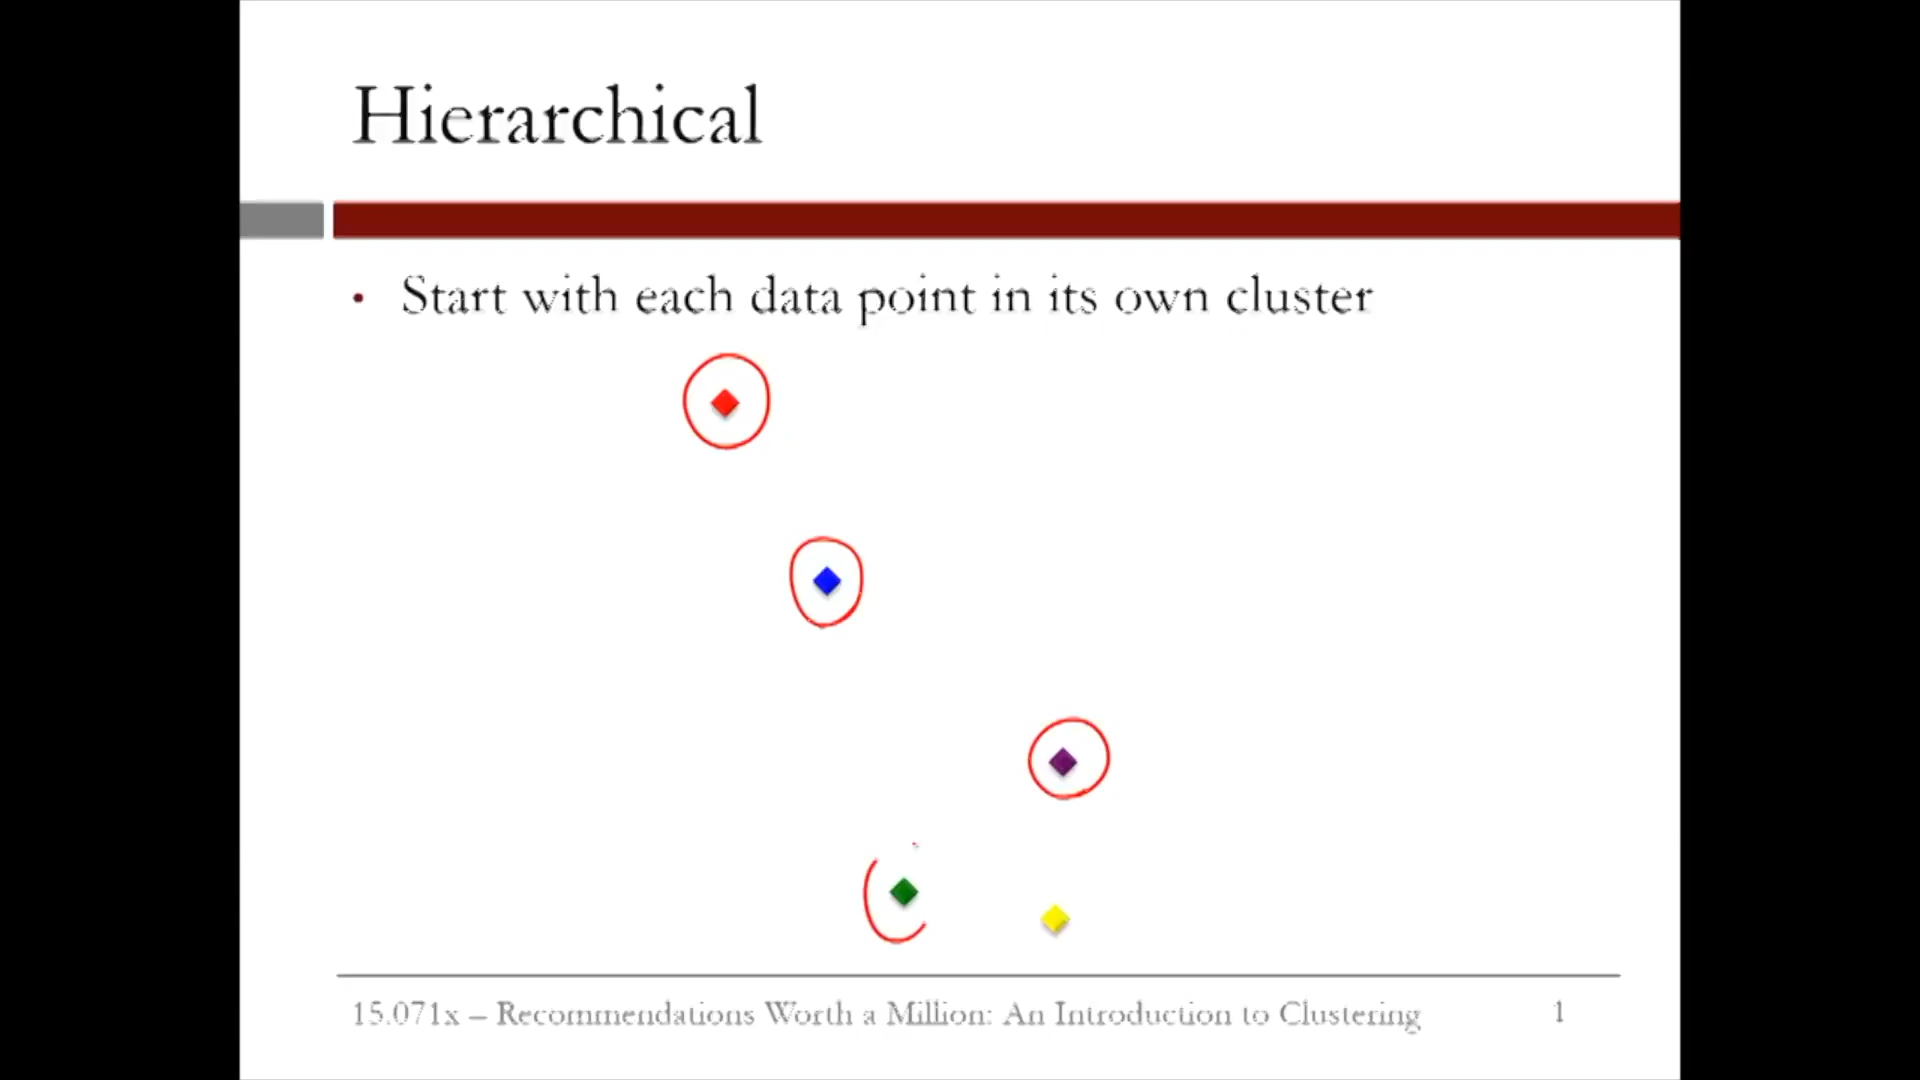 Hierarchical
• Start with each data point in its own cluster
15.071x – Recommendations Worth a Million: An Introduction to Clustering 1